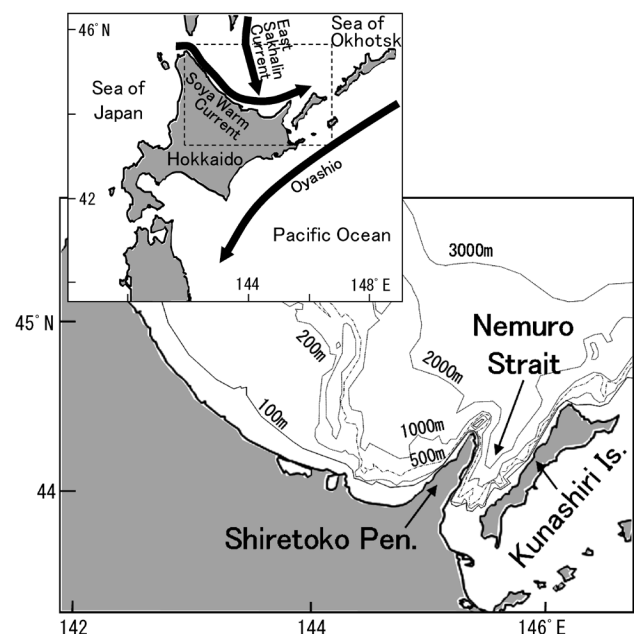 46°N
Sea of
Okhotsk
East
Sakhalin
Current
Sea of
Japan
Soya Warm
Current
Hokkaido
Oyashio
42
Pacific Ocean
144
148°E
3000m
45°N
Nemuro
Strait
200m
2000m
100m
1000m
500m
44
Shiretoko Pen.
Kunashiri Is.
142
144
146°E